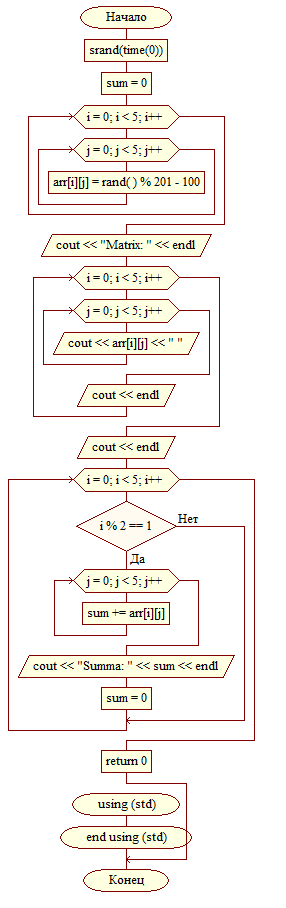 Начало
srand(time(0))
sum = 0
i = 0; i < 5; i++
j = 0; j < 5; j++
arr[i][j] = rand( ) % 201 - 100
cout << "Matrix: " << endl
i = 0; i < 5; i++
j = 0; j < 5; j++
cout << arr[i][j] << " "
cout << endl
cout << endl
i = 0; i < 5; i++
i % 2 == 1
Нет
Да
j = 0; j < 5; j++
sum += arr[i][j]
cout << "Summa: " << sum << endl
sum = 0
return 0
using (std)
end using (std)
Конец